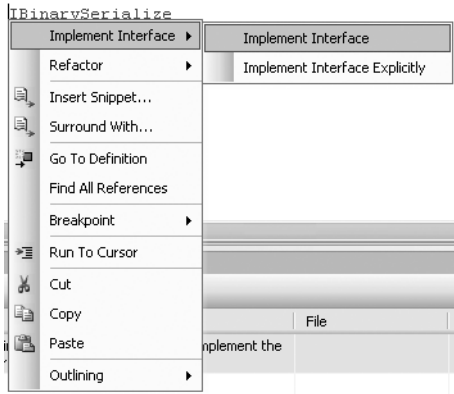 IBinarySerialize
Implement Interface
Implement Interface
Implement Interface Explicitly
Refactor
Insert Snippet...
Surround With...
Go To Definition
Find All References
Breakpoint
Run To Cursor
Cut
Copy
File
Paste
mplement the
Outlining